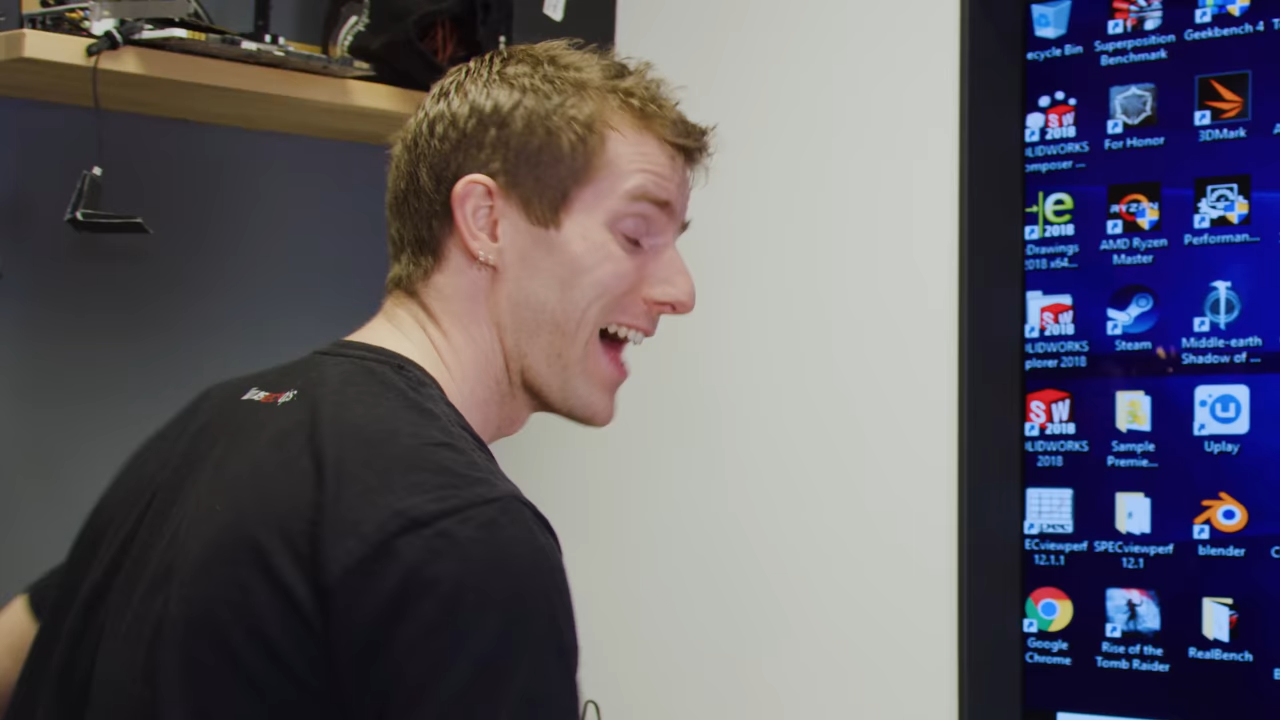 ecycle Bin
Superposition
Benchmark
Geekbench 4
SW
2018
LIDWORKS
omposer ...
For Honor
3DMark
e
2018
Drawings
2018 x64...
RYZEN
AMD Ryzen
Master
Performan...
SW
2018
LIDWORKS
plorer 2018
Steam
Middle-earth
Shadow of ...
SW
2018
LIDWORKS
2018
Sample
Premie...
Uplay
ECviewperf
12.1.1
SPECviewperf
12.1
blender
Google
Chrome
Rise of the
Tomb Raider
RealBench